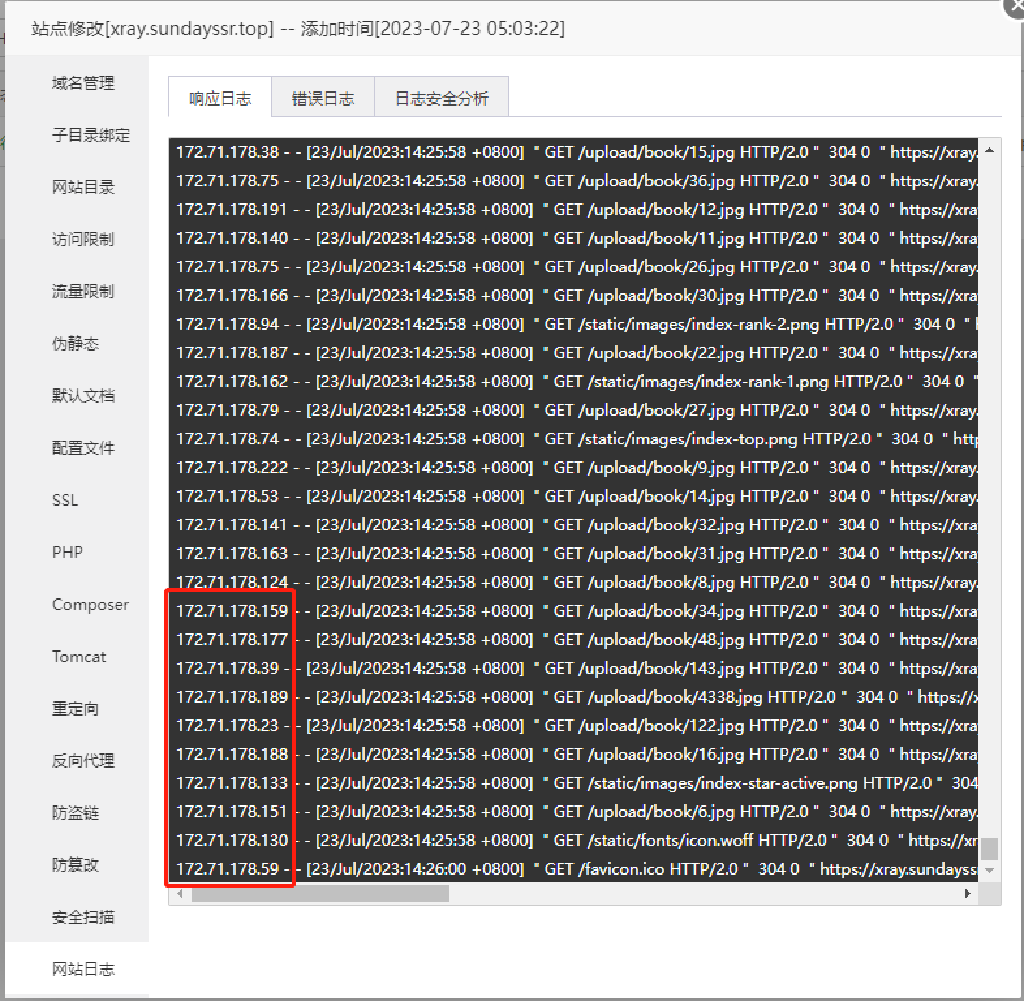 站点修改[xray.sundayssr.top] -- 添加时间[2023-07-23 05:03:22]
域名管理
子目录绑定
网站目录
访问限制
流量限制
伪静态
默认文档
配置文件
SSL
PHP
Composer
Tomcat
重定向
反向代理
防盗链
防篡改
安全扫描
网站日志
响应日志 错误日志 日志安全分析
172.71.178.38 - - [23/Jul/2023:14:25:58 +0800] " GET /upload/book/15.jpg HTTP/2.0 " 304 0 " https://xray.
172.71.178.75 - - [23/Jul/2023:14:25:58 +0800] " GET /upload/book/36.jpg HTTP/2.0 " 304 0 " https://xray.
172.71.178.191 - - [23/Jul/2023:14:25:58 +0800] " GET /upload/book/12.jpg HTTP/2.0 " 304 0 " https://xra
172.71.178.140 - - [23/Jul/2023:14:25:58 +0800] " GET /upload/book/11.jpg HTTP/2.0 " 304 0 " https://xra
172.71.178.75 - - [23/Jul/2023:14:25:58 +0800] " GET /upload/book/26.jpg HTTP/2.0 " 304 0 " https://xray.
172.71.178.166 - - [23/Jul/2023:14:25:58 +0800] " GET /upload/book/30.jpg HTTP/2.0 " 304 0 " https://xra
172.71.178.94 - - [23/Jul/2023:14:25:58 +0800] " GET /static/images/index-rank-2.png HTTP/2.0 " 304 0 "
172.71.178.187 - - [23/Jul/2023:14:25:58 +0800] " GET /upload/book/22.jpg HTTP/2.0 " 304 0 " https://xra
172.71.178.162 - - [23/Jul/2023:14:25:58 +0800] " GET /static/images/index-rank-1.png HTTP/2.0 " 304 0 "
172.71.178.79 - - [23/Jul/2023:14:25:58 +0800] " GET /upload/book/27.jpg HTTP/2.0 " 304 0 " https://xray.
172.71.178.74 - - [23/Jul/2023:14:25:58 +0800] " GET /static/images/index-top.png HTTP/2.0 " 304 0 " http
172.71.178.222 - - [23/Jul/2023:14:25:58 +0800] " GET /upload/book/9.jpg HTTP/2.0 " 304 0 " https://xray.
172.71.178.53 - - [23/Jul/2023:14:25:58 +0800] " GET /upload/book/14.jpg HTTP/2.0 " 304 0 " https://xray.
172.71.178.141 - - [23/Jul/2023:14:25:58 +0800] " GET /upload/book/32.jpg HTTP/2.0 " 304 0 " https://xra
172.71.178.163 - - [23/Jul/2023:14:25:58 +0800] " GET /upload/book/31.jpg HTTP/2.0 " 304 0 " https://xra
172.71.178.124 - - [23/Jul/2023:14:25:58 +0800] " GET /upload/book/8.jpg HTTP/2.0 " 304 0 " https://xray.
172.71.178.159 - - [23/Jul/2023:14:25:58 +0800] " GET /upload/book/34.jpg HTTP/2.0 " 304 0 " https://xra
172.71.178.177 - - [23/Jul/2023:14:25:58 +0800] " GET /upload/book/48.jpg HTTP/2.0 " 304 0 " https://xra
172.71.178.39 - - [23/Jul/2023:14:25:58 +0800] " GET /upload/book/143.jpg HTTP/2.0 " 304 0 " https://xra
172.71.178.189 - - [23/Jul/2023:14:25:58 +0800] " GET /upload/book/4338.jpg HTTP/2.0 " 304 0 " https://x
172.71.178.23 - - [23/Jul/2023:14:25:58 +0800] " GET /upload/book/122.jpg HTTP/2.0 " 304 0 " https://xra
172.71.178.188 - - [23/Jul/2023:14:25:58 +0800] " GET /upload/book/16.jpg HTTP/2.0 " 304 0 " https://xra
172.71.178.133 - - [23/Jul/2023:14:25:58 +0800] " GET /static/images/index-star-active.png HTTP/2.0 " 304
172.71.178.151 - - [23/Jul/2023:14:25:58 +0800] " GET /upload/book/6.jpg HTTP/2.0 " 304 0 " https://xray.
172.71.178.130 - - [23/Jul/2023:14:25:58 +0800] " GET /static/fonts/icon.woff HTTP/2.0 " 304 0 " https://xr
172.71.178.59 - - [23/Jul/2023:14:26:00 +0800] " GET /favicon.ico HTTP/2.0 " 304 0 " https://xray.sundayss